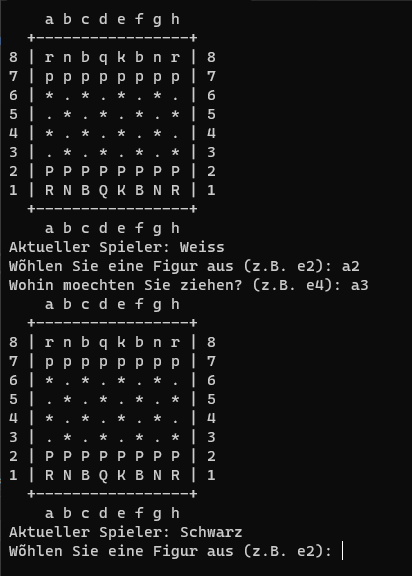 a b c d e f g h
+-----------------+
8 | r n b q k b n r | 8
7 | p p p p p p p p | 7
6 | * . * . * . * . | 6
5 | . * . * . * . * | 5
4 | * . * . * . * . | 4
3 | . * . * . * . * | 3
2 | P P P P P P P P | 2
1 | R N B Q K B N R | 1
+-----------------+
a b c d e f g h
Aktueller Spieler: Weiss
Wõhlen Sie eine Figur aus (z.B. e2): a2
Wohin moechten Sie ziehen? (z.B. e4): a3
a b c d e f g h
+-----------------+
8 | r n b q k b n r | 8
7 | p p p p p p p p | 7
6 | * . * . * . * . | 6
5 | . * . * . * . * | 5
4 | * . * . * . * . | 4
3 | . * . * . * . * | 3
2 | P P P P P P P P | 2
1 | R N B Q K B N R | 1
+-----------------+
a b c d e f g h
Aktueller Spieler: Schwarz
Wõhlen Sie eine Figur aus (z.B. e2):